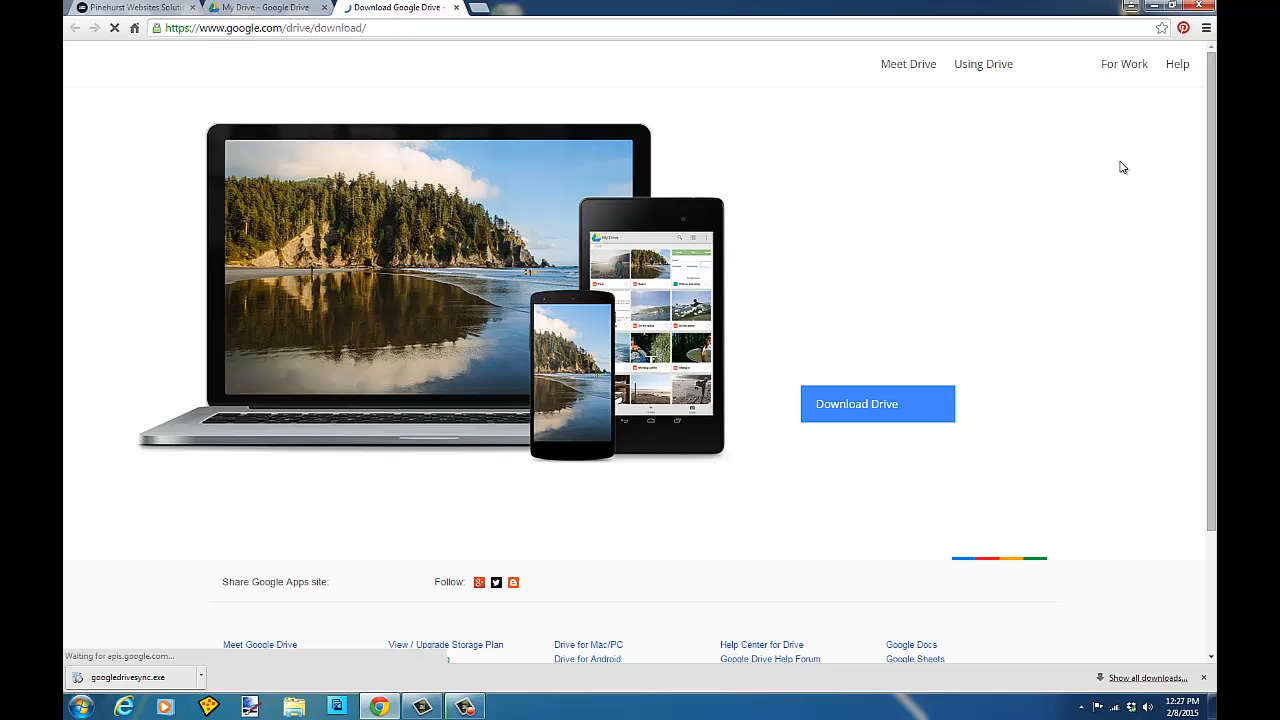 Pinehurst Websites Soluti
My Drive - Google Drive
Download Google Drive -
https://www.google.com/drive/download/
Meet Drive
Using Drive
For Work
Help
My Drive
Download Drive
Share Google Apps site:
Follow:
Meet Google Drive
View / Upgrade Storage Plan
Drive for Mac/PC
Help Center for Drive
Google Docs
Drive for Android
Google Drive Help Forum
Google Sheets
Waiting for apis.google.com...
googledrivesync.exe
Show all downloads...
12:27 PM
2/8/2015